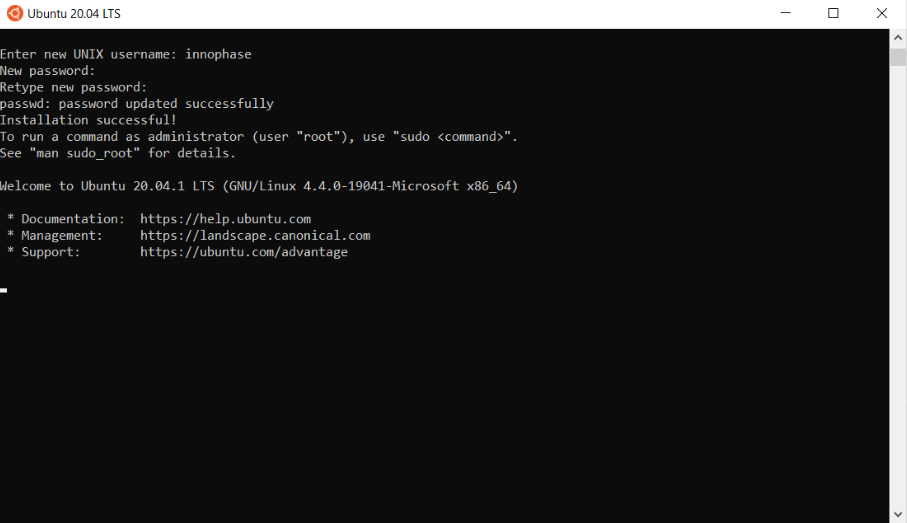 Ubuntu 20.04 LTS
Enter new UNIX username: innophase
New password:
Retype new password:
passwd: password updated successfully
Installation successful!
To run a command as administrator (user "root"), use "sudo <command>".
See "man sudo_root" for details.
Welcome to Ubuntu 20.04.1 LTS (GNU/Linux 4.4.0-19041-Microsoft x86_64)
* Documentation:  https://help.ubuntu.com
* Management:     https://landscape.canonical.com
* Support:        https://ubuntu.com/advantage